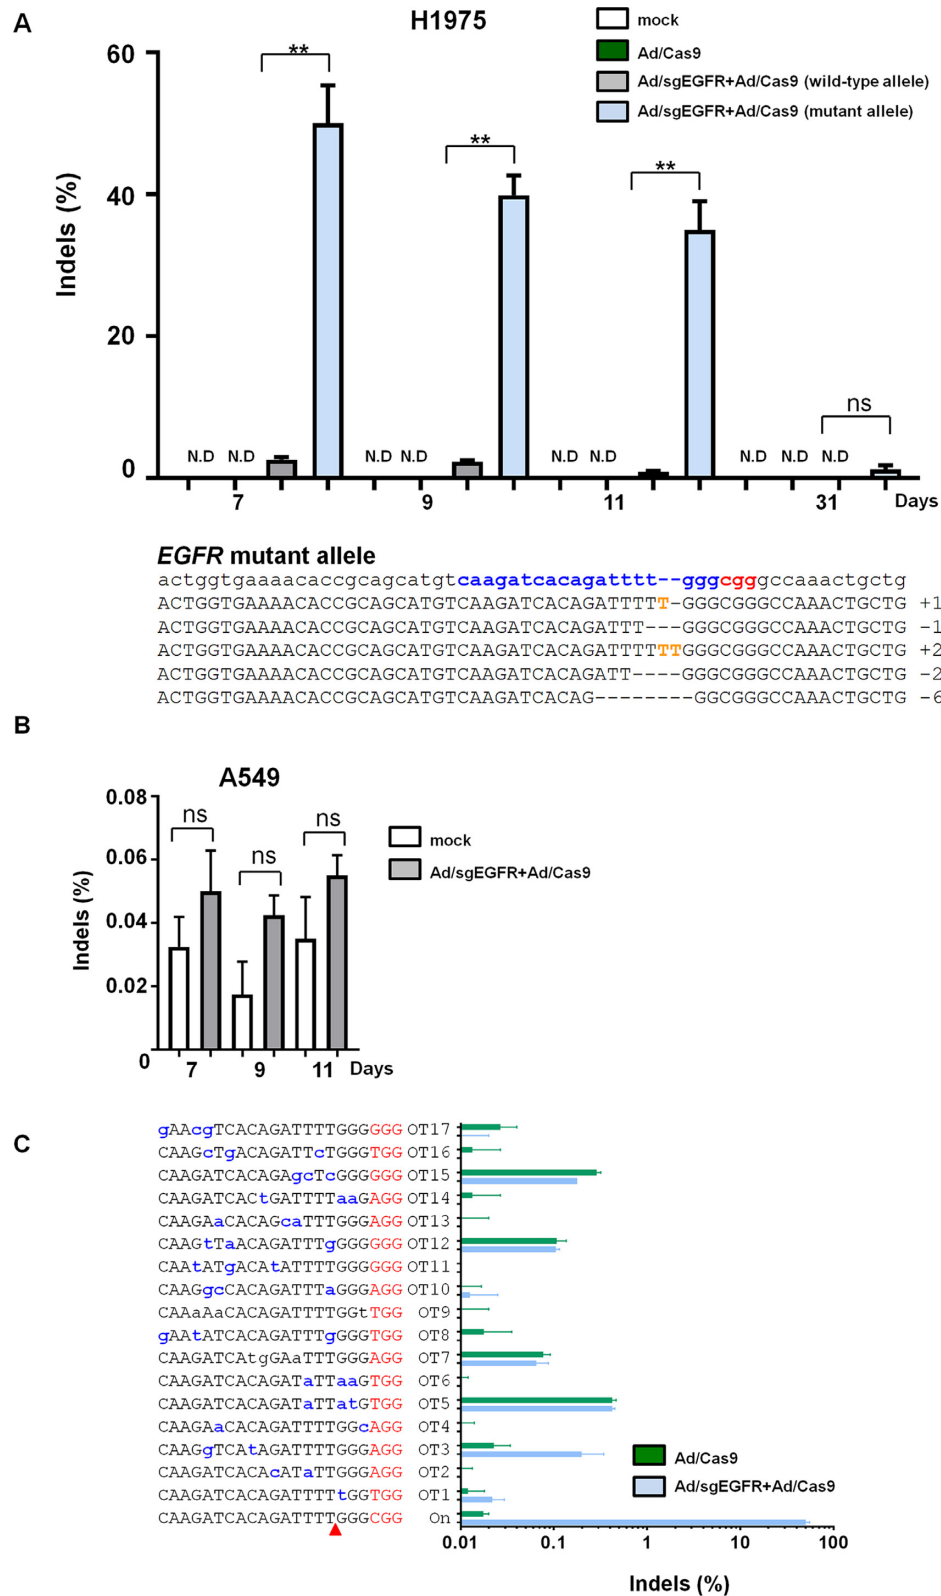 A
H1975
mock
Ad/Cas9
Ad/sgEGFR+Ad/Cas9 (wild-type allele)
Ad/sgEGFR+Ad/Cas9 (mutant allele)
Indels (%)
60
40
20
0
** ** ** ns
N.D N.D N.D N.D N.D N.D N.D N.D N.D
7 9 11 31 Days
EGFR mutant allele
actggtgaaaacaccgcagcatgtcaagatcacagatttt--gggcgggccaaactgctg
ACTGGTGAAAACACCGCAGCATGTCAAGATCACAGATTTTT-GGGCGGGCCAAACTGCTG +1
ACTGGTGAAAACACCGCAGCATGTCAAGATCACAGATTT---GGGCGGGCCAAACTGCTG -1
ACTGGTGAAAACACCGCAGCATGTCAAGATCACAGATTTTTTGGGCGGGCCAAACTGCTG +2
ACTGGTGAAAACACCGCAGCATGTCAAGATCACAGATT----GGGCGGGCCAAACTGCTG -2
ACTGGTGAAAACACCGCAGCATGTCAAGATCACAG--------GGCGGGCCAAACTGCTG -6
B
A549
mock
Ad/sgEGFR+Ad/Cas9
Indels (%)
0.08
0.06
0.04
0.02
0
ns ns ns
7 9 11 Days
C
gAAcgTCACAGATTTTGGGGGG OT17
CAAGcTgACAGATTcTGGGTGG OT16
CAAGATCACAGAgcTcGGGGGG OT15
CAAGATCACtGATTTTaaGAGG OT14
CAAGAaCACAGcaTTTGGGAGG OT13
CAAGtTaACAGATTTgGGGGGG OT12
CAAtATgACAtATTTTGGGGGG OT11
CAAGgcCACAGATTTaGGGAGG OT10
CAAaAaCACAGATTTTGGtTGG OT9
gAAtATCACAGATTTgGGGTGG OT8
CAAGATCAtgGAaTTTGGGAGG OT7
CAAGATCACAGATaTTaaGTGG OT6
CAAGATCACAGATaTTatGTGG OT5
CAAGAaCACAGATTTTGGcAGG OT4
CAAGgTCAtAGATTTTGGGAGG OT3
CAAGATCACAcATaTTGGGAGG OT2
CAAGATCACAGATTTTtGGTGG OT1
CAAGATCACAGATTTTGGGCGG On
Ad/Cas9
Ad/sgEGFR+Ad/Cas9
0.01 0.1 1 10 100
Indels (%)